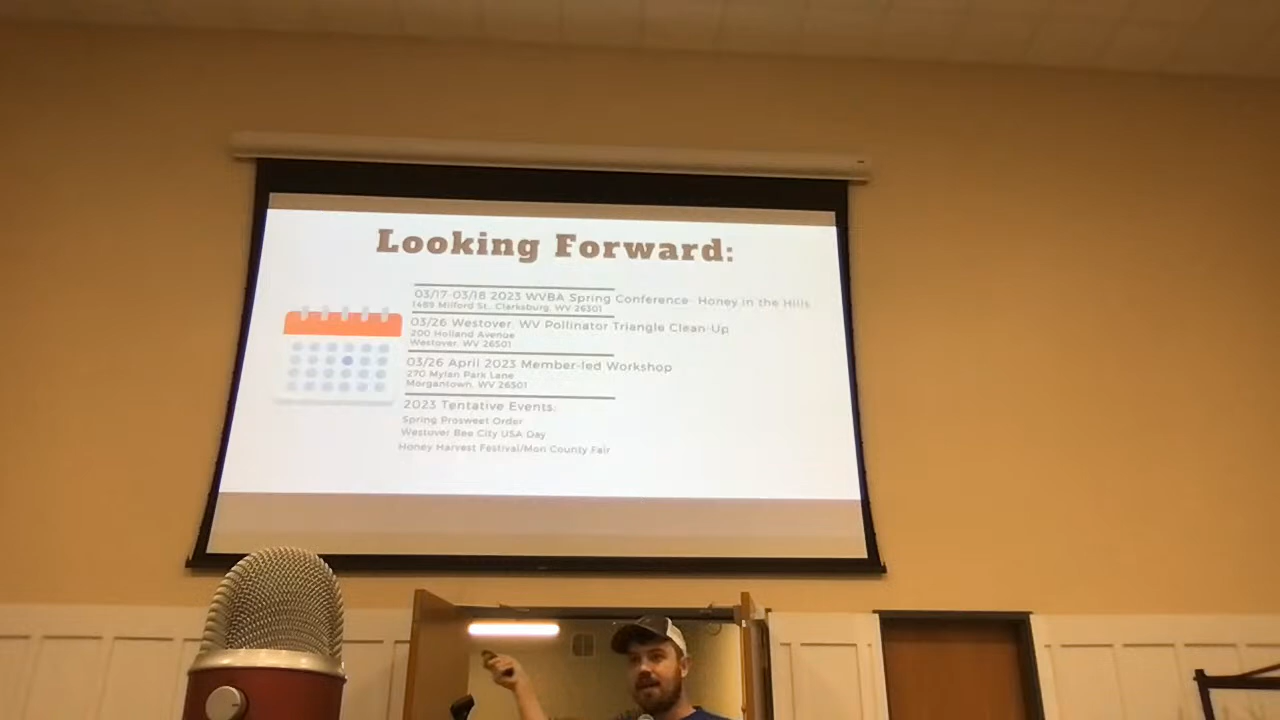 Looking Forward:
03/17-03/18 2023 WVBA Spring Conference- Honey in the Hills
1489 Milford St., Clarksburg, WV 26301
03/26 Westover, WV Pollinator Triangle Clean-Up
200 Holland Avenue
Westover, WV 26501
03/26 April 2023 Member-led Workshop
270 Mylan Park Lane
Morgantown, WV 26501
2023 Tentative Events:
Spring Prosweet Order
Westover Bee City USA Day
Honey Harvest Festival/Mon County Fair